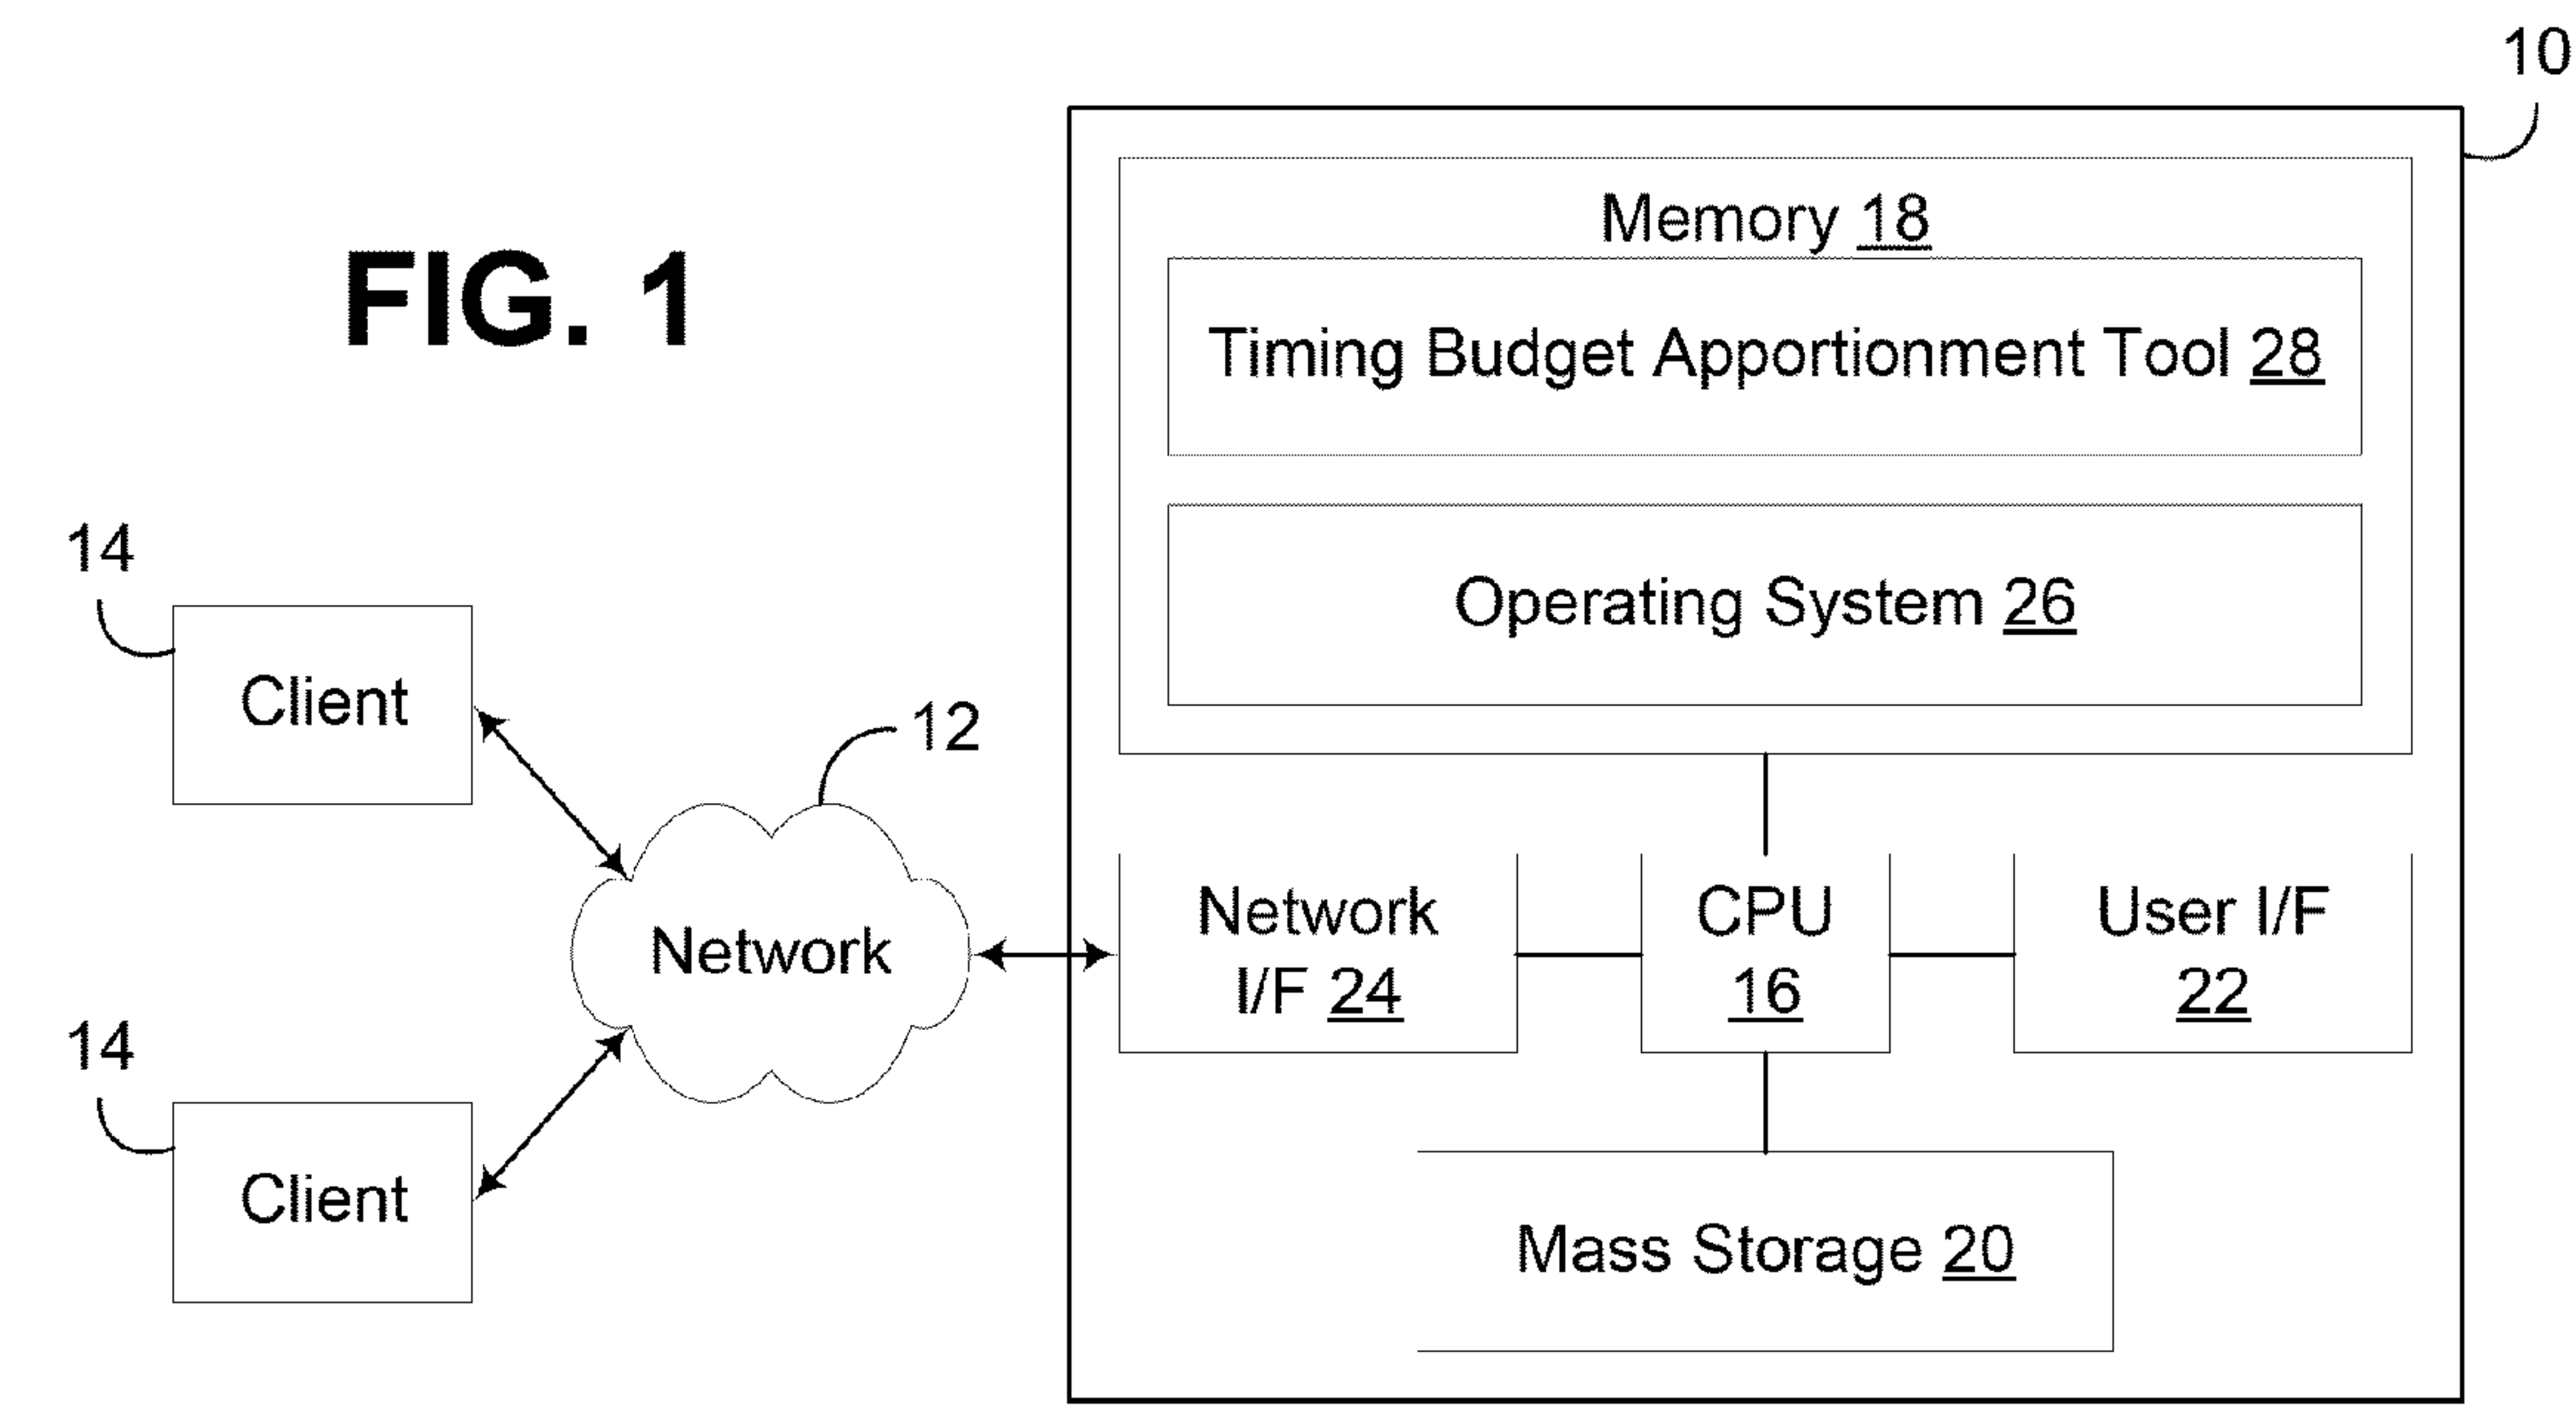 10
FIG. 1
Memory 18
Timing Budget Apportionment Tool 28
Operating System 26
14
Client
12
Network
Network
I/F 24
CPU
16
User I/F
22
14
Client
Mass Storage 20